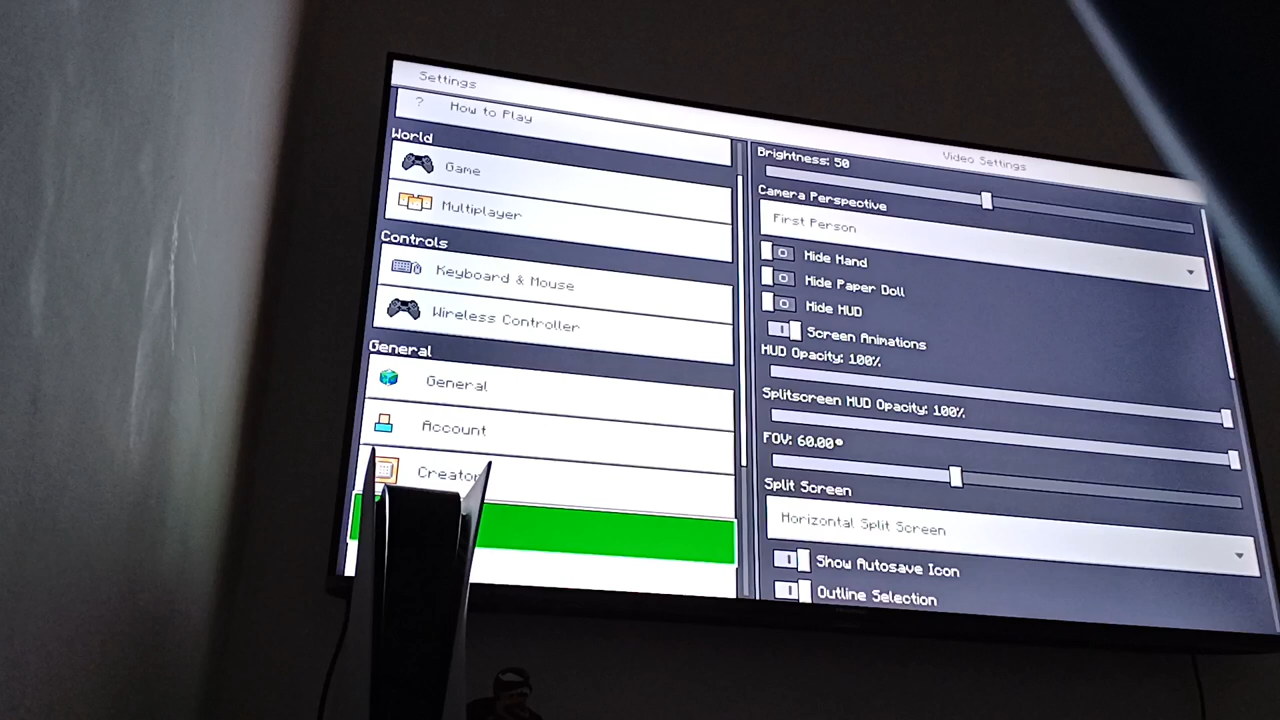 Settings
? How to Play
World
Game
Multiplayer
Controls
Keyboard & Mouse
Wireless Controller
General
General
Account
Creator
Video Settings
Brightness: 50
Camera Perspective
First Person
Hide Hand
Hide Paper Doll
Hide HUD
Screen Animations
HUD Opacity: 100%
Splitscreen HUD Opacity: 100%
FOV: 60.00°
Split Screen
Horizontal Split Screen
Show Autosave Icon
Outline Selection